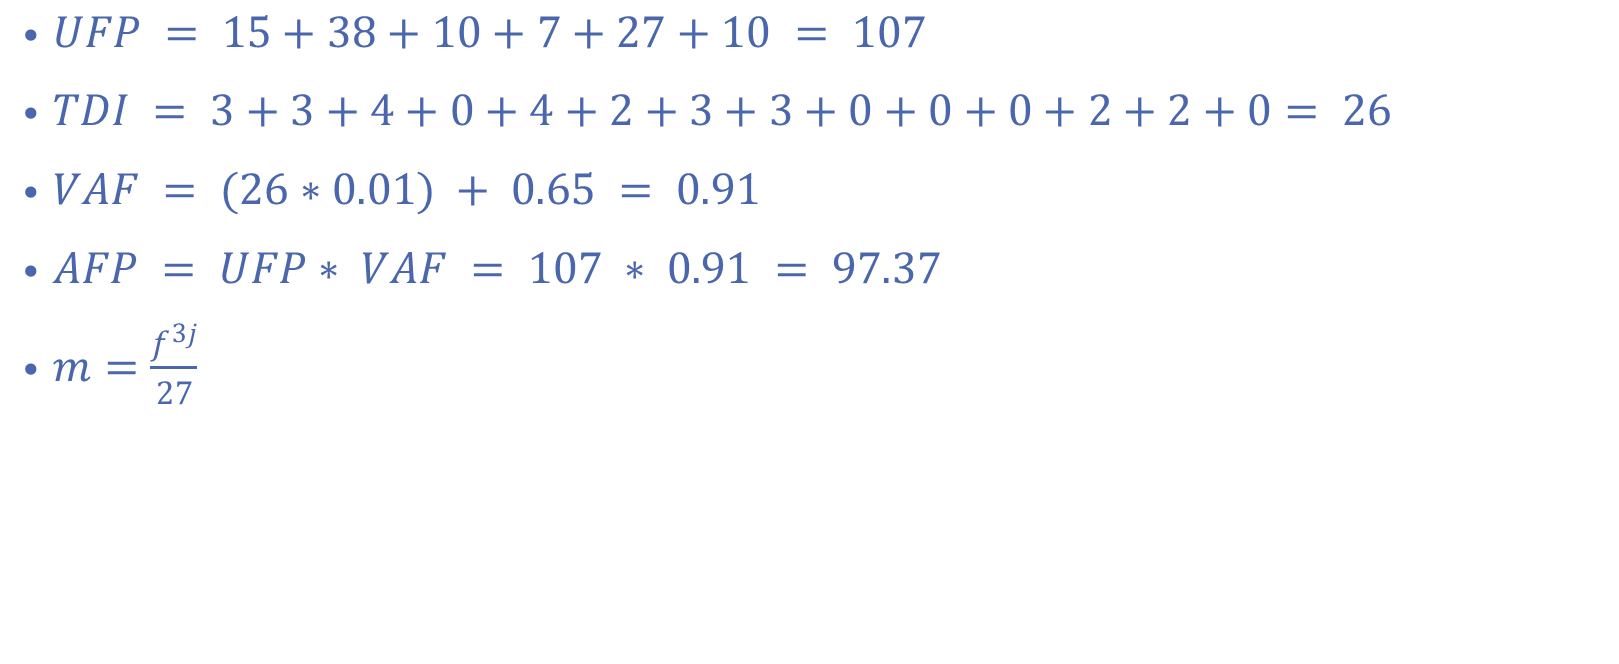 • UFP = 15 + 38 + 10 + 7 + 27 + 10 = 107
• TDI = 3 + 3 + 4 + 0 + 4 + 2 + 3 + 3 + 0 + 0 + 0 + 2 + 2 + 0 = 26
• VAF = (26 * 0.01) + 0.65 = 0.91
• AFP = UFP * VAF = 107 * 0.91 = 97.37
• m = f^{3j}/27